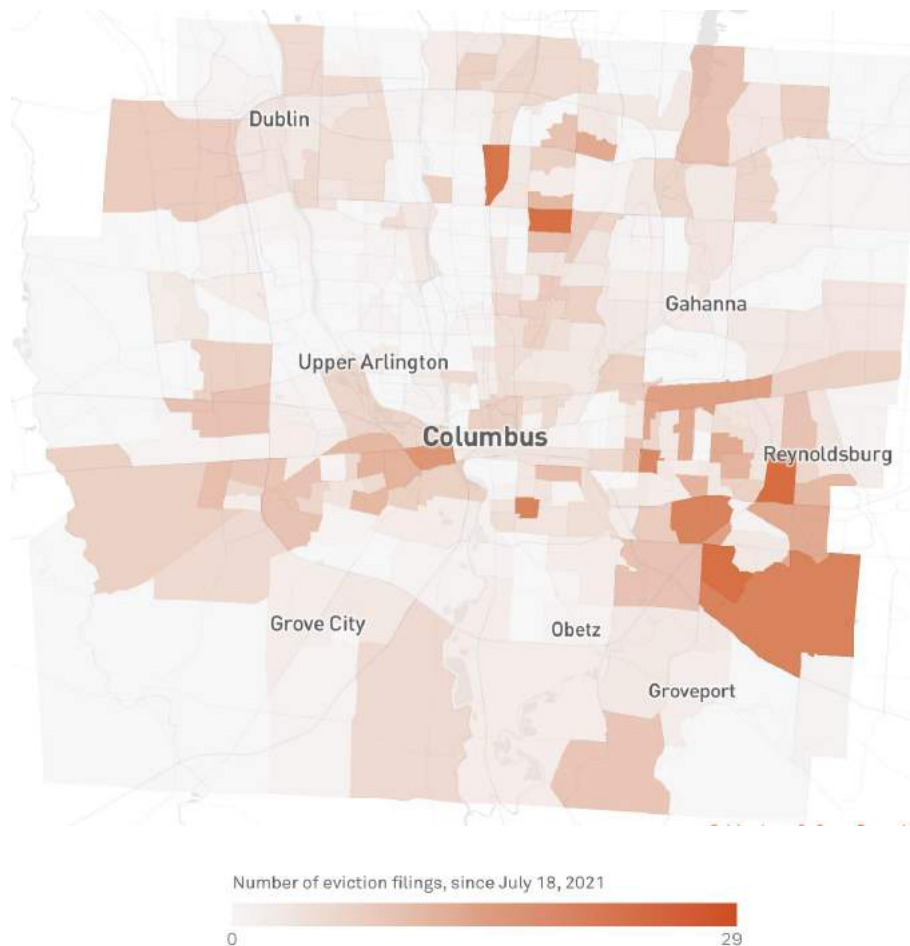 Dublin
Gahanna
Upper Arlington
Columbus
Reynoldsburg
Grove City
Obetz
Groveport
Number of eviction filings, since July 18, 2021
0
29